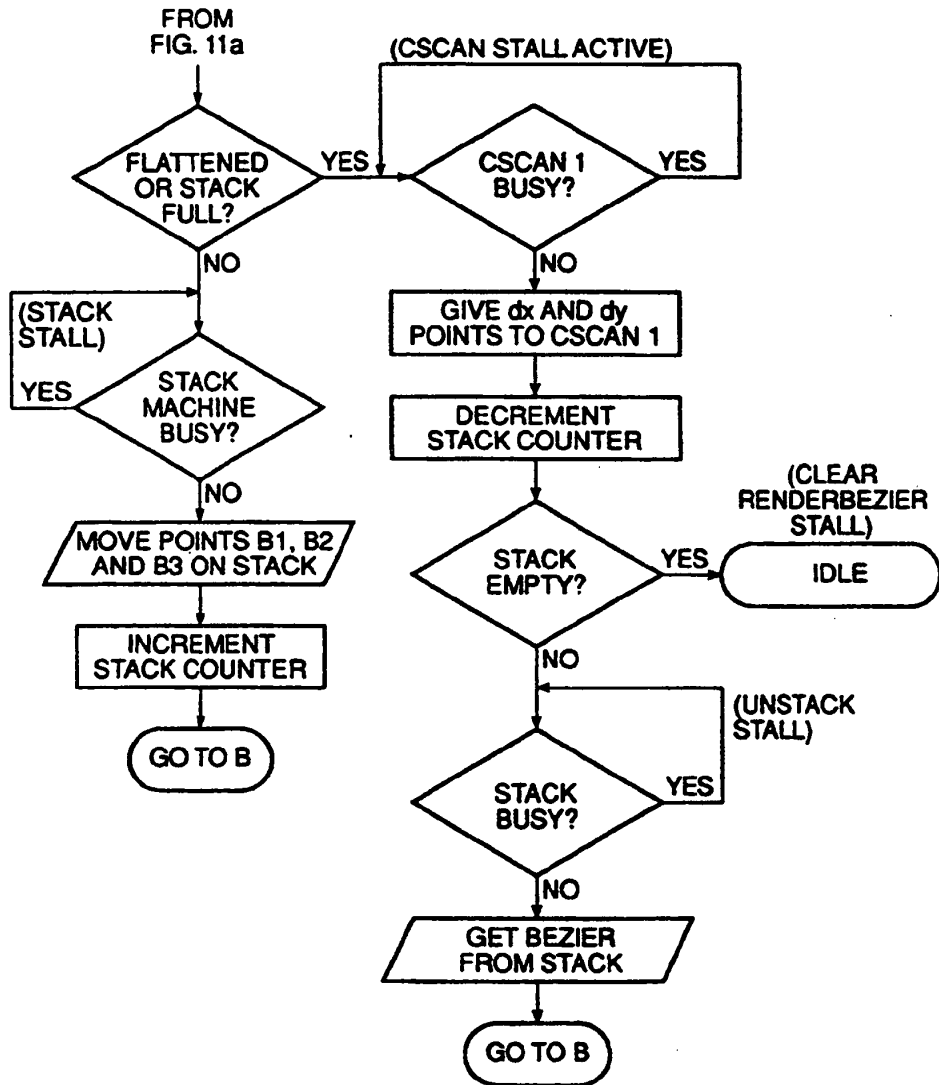 FROM
FIG. 11a
(CSCAN STALL ACTIVE)
FLATTENED
OR STACK
FULL?
YES
CSCAN 1
BUSY?
YES
NO
NO
(STACK
STALL)
GIVE dx AND dy
POINTS TO CSCAN 1
YES
STACK
MACHINE
BUSY?
DECREMENT
STACK COUNTER
NO
(CLEAR
RENDERBEZIER
STALL)
MOVE POINTS B1, B2
AND B3 ON STACK
STACK
EMPTY?
YES
IDLE
INCREMENT
STACK COUNTER
NO
(UNSTACK
STALL)
GO TO B
STACK
BUSY?
YES
NO
GET BEZIER
FROM STACK
GO TO B